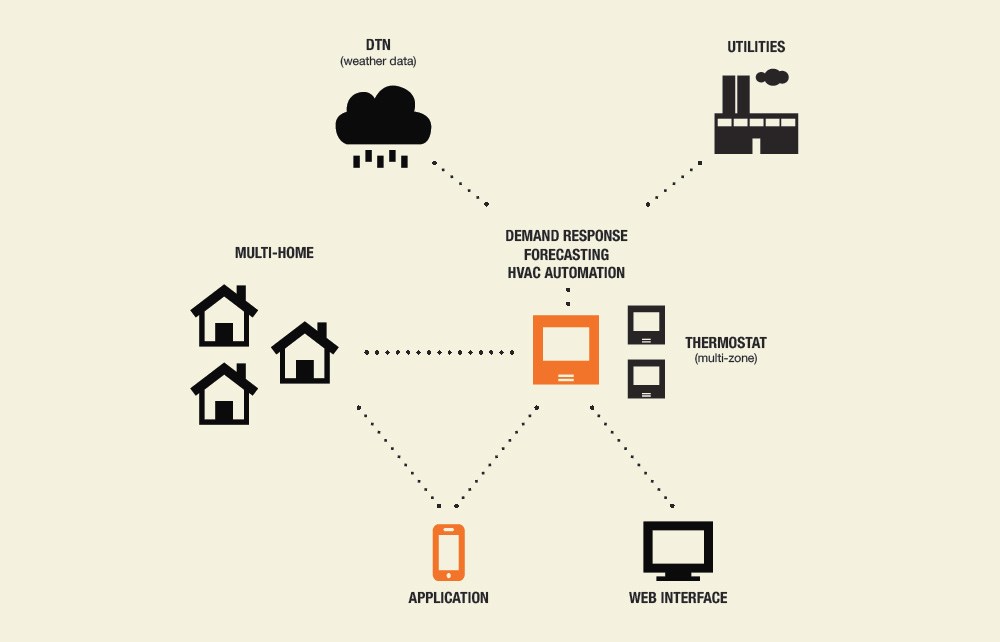 DTN
(weather data)
UTILITIES
DEMAND RESPONSE
FORECASTING
HVAC AUTOMATION
MULTI-HOME
THERMOSTAT
(multi-zone)
APPLICATION
WEB INTERFACE